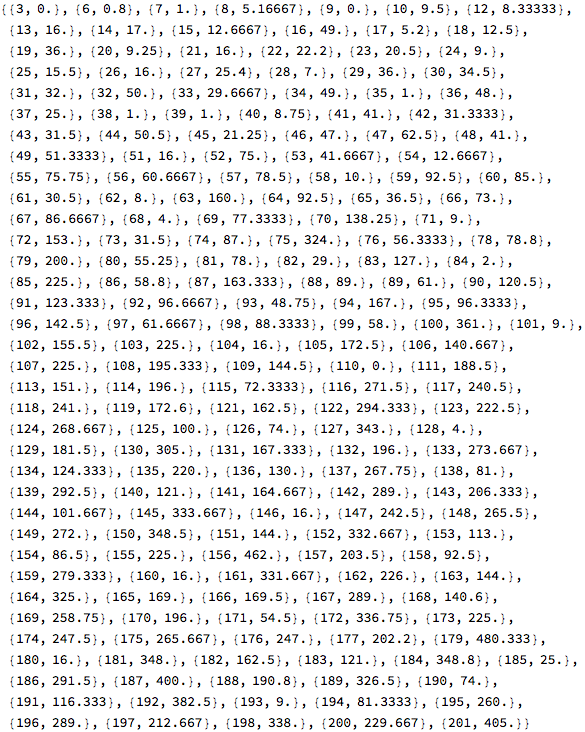 {{3, 0.}, {6, 0.8}, {7, 1.}, {8, 5.16667}, {9, 0.}, {10, 9.5}, {12, 8.33333},
{13, 16.}, {14, 17.}, {15, 12.6667}, {16, 49.}, {17, 5.2}, {18, 12.5},
{19, 36.}, {20, 9.25}, {21, 16.}, {22, 22.2}, {23, 20.5}, {24, 9.},
{25, 15.5}, {26, 16.}, {27, 25.4}, {28, 7.}, {29, 36.}, {30, 34.5},
{31, 32.}, {32, 50.}, {33, 29.6667}, {34, 49.}, {35, 1.}, {36, 48.},
{37, 25.}, {38, 1.}, {39, 1.}, {40, 8.75}, {41, 41.}, {42, 31.3333},
{43, 31.5}, {44, 50.5}, {45, 21.25}, {46, 47.}, {47, 62.5}, {48, 41.},
{49, 51.3333}, {51, 16.}, {52, 75.}, {53, 41.6667}, {54, 12.6667},
{55, 75.75}, {56, 60.6667}, {57, 78.5}, {58, 10.}, {59, 92.5}, {60, 85.},
{61, 30.5}, {62, 8.}, {63, 160.}, {64, 92.5}, {65, 36.5}, {66, 73.},
{67, 86.6667}, {68, 4.}, {69, 77.3333}, {70, 138.25}, {71, 9.},
{72, 153.}, {73, 31.5}, {74, 87.}, {75, 324.}, {76, 56.3333}, {78, 78.8},
{79, 200.}, {80, 55.25}, {81, 78.}, {82, 29.}, {83, 127.}, {84, 2.},
{85, 225.}, {86, 58.8}, {87, 163.333}, {88, 89.}, {89, 61.}, {90, 120.5},
{91, 123.333}, {92, 96.6667}, {93, 48.75}, {94, 167.}, {95, 96.3333},
{96, 142.5}, {97, 61.6667}, {98, 88.3333}, {99, 58.}, {100, 361.}, {101, 9.},
{102, 155.5}, {103, 225.}, {104, 16.}, {105, 172.5}, {106, 140.667},
{107, 225.}, {108, 195.333}, {109, 144.5}, {110, 0.}, {111, 188.5},
{113, 151.}, {114, 196.}, {115, 72.3333}, {116, 271.5}, {117, 240.5},
{118, 241.}, {119, 172.6}, {121, 162.5}, {122, 294.333}, {123, 222.5},
{124, 268.667}, {125, 100.}, {126, 74.}, {127, 343.}, {128, 4.},
{129, 181.5}, {130, 305.}, {131, 167.333}, {132, 196.}, {133, 273.667},
{134, 124.333}, {135, 220.}, {136, 130.}, {137, 267.75}, {138, 81.},
{139, 292.5}, {140, 121.}, {141, 164.667}, {142, 289.}, {143, 206.333},
{144, 101.667}, {145, 333.667}, {146, 16.}, {147, 242.5}, {148, 265.5},
{149, 272.}, {150, 348.5}, {151, 144.}, {152, 332.667}, {153, 113.},
{154, 86.5}, {155, 225.}, {156, 462.}, {157, 203.5}, {158, 92.5},
{159, 279.333}, {160, 16.}, {161, 331.667}, {162, 226.}, {163, 144.},
{164, 325.}, {165, 169.}, {166, 169.5}, {167, 289.}, {168, 140.6},
{169, 258.75}, {170, 196.}, {171, 54.5}, {172, 336.75}, {173, 225.},
{174, 247.5}, {175, 265.667}, {176, 247.}, {177, 202.2}, {179, 480.333},
{180, 16.}, {181, 348.}, {182, 162.5}, {183, 121.}, {184, 348.8}, {185, 25.},
{186, 291.5}, {187, 400.}, {188, 190.8}, {189, 326.5}, {190, 74.},
{191, 116.333}, {192, 382.5}, {193, 9.}, {194, 81.3333}, {195, 260.},
{196, 289.}, {197, 212.667}, {198, 338.}, {200, 229.667}, {201, 405.}}